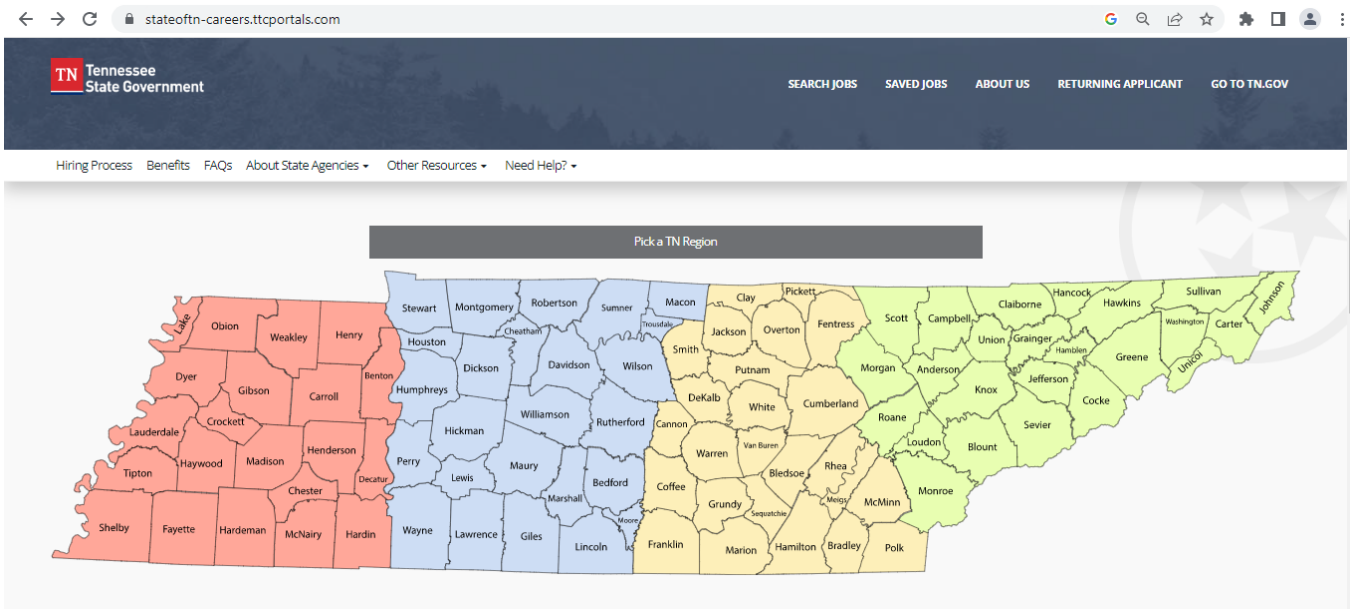 stateoftn-careers.ttcportals.com
TN Tennessee
State Government
SEARCH JOBS SAVED JOBS ABOUT US RETURNING APPLICANT GO TO TN.GOV
Hiring Process Benefits FAQs About State Agencies Other Resources Need Help?
Pick a TN Region
Stewart Montgomery Robertson Sumner Macon Clay Pickett Scott Campbell Claiborne Hancock Hawkins Sullivan Johnson
Lake Obion Weakley Henry Houston Cheatham Trousdale Jackson Overton Fentress Union Grainger Hamblen Washington Carter
Dyer Gibson Carroll Benton Humphreys Dickson Davidson Wilson Smith Putnam Morgan Anderson Knox Jefferson Greene Unicoi
Lauderdale Crockett Hickman Williamson Rutherford DeKalb White Cumberland Roane Sevier Cocke
Tipton Haywood Madison Henderson Decatur Perry Lewis Maury Bedford Cannon Warren Van Buren Bledsoe Rhea Loudon Blount
Chester Marshall Moore Coffee Grundy Sequatchie Meigs McMinn Monroe
Shelby Fayette Hardeman McNairy Hardin Wayne Lawrence Giles Lincoln Franklin Marion Hamilton Bradley Polk